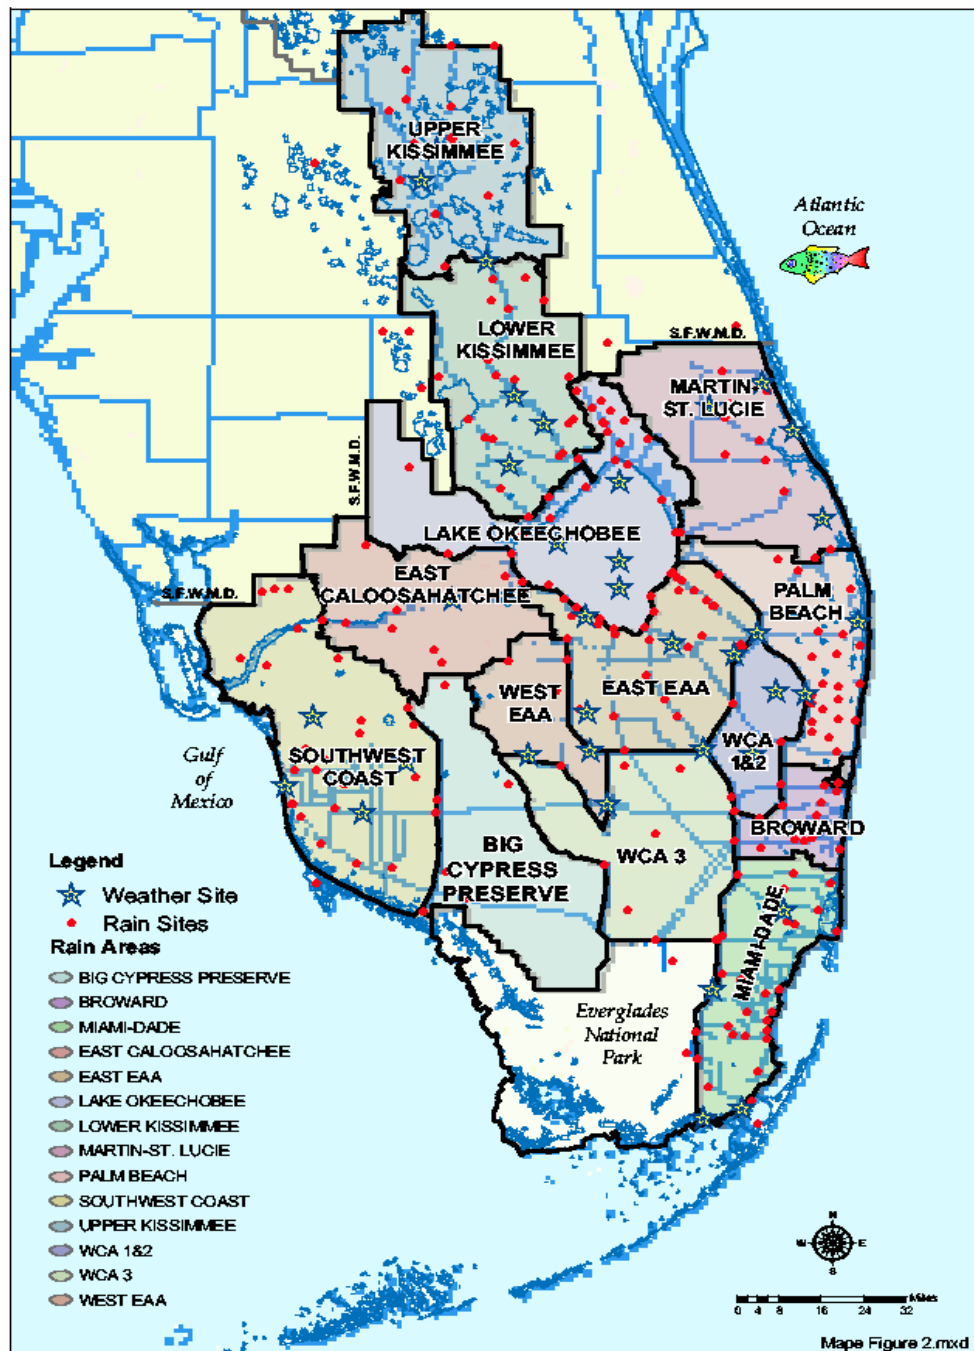 UPPER
KISSIMMEE
Atlantic
Ocean
LOWER
KISSIMMEE
S.F.W.M.D.
MARTIN-
ST. LUCIE
S.F.W.M.D.
LAKE OKEECHOBEE
EAST
CALOOSAHATCHEE
S.F.W.M.D.
PALM
BEACH
WEST
EAA
EAST EAA
WCA
1&2
Gulf
of
Mexico
SOUTHWEST
COAST
BROWARD
BIG
CYPRESS
PRESERVE
WCA 3
MIAMI-DADE
Everglades
National
Park
Legend
Weather Site
Rain Sites
Rain Areas
BIG CYPRESS PRESERVE
BROWARD
MIAMI-DADE
EAST CALOOSAHATCHEE
EAST EAA
LAKE OKEECHOBEE
LOWER KISSIMMEE
MARTIN-ST. LUCIE
PALM BEACH
SOUTHWEST COAST
UPPER KISSIMMEE
WCA 1&2
WCA 3
WEST EAA
N
W E
S
Miles
0 4 8 16 24 32
Mape Figure 2.mxd